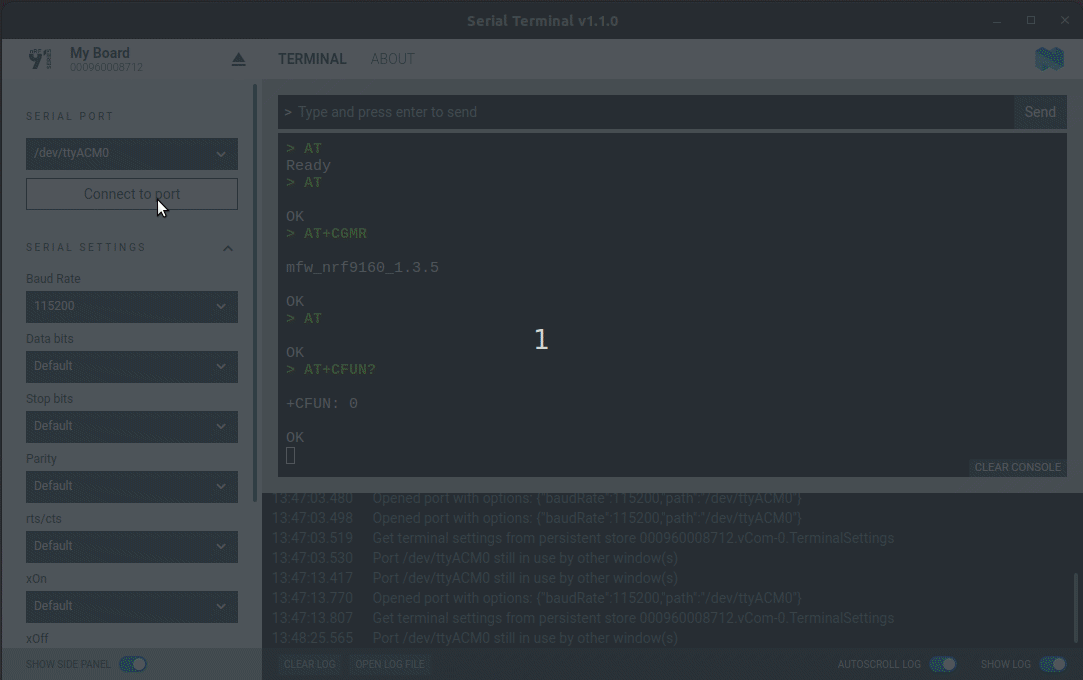 Serial Terminal v1.1.0
91
My Board
000960008712
TERMINAL
ABOUT
SERIAL PORT
/dev/ttyACM0
Connect to port
SERIAL SETTINGS
Baud Rate
115200
Data bits
Default
Stop bits
Default
Parity
Default
rts/cts
Default
xOn
Default
xOff
SHOW SIDE PANEL
> Type and press enter to send
Send
> AT
Ready
> AT
OK
> AT+CGMR
mfw_nrf9160_1.3.5
OK
> AT
1
OK
> AT+CFUN?
+CFUN: 0
OK
CLEAR CONSOLE
13:47:03.480 Opened port with options: {"baudRate":115200,"path":"/dev/ttyACM0"}
13:47:03.498 Opened port with options: {"baudRate":115200,"path":"/dev/ttyACM0"}
13:47:03.519 Get terminal settings from persistent store 000960008712.vCom-0.TerminalSettings
13:47:03.530 Port /dev/ttyACM0 still in use by other window(s)
13:47:13.417 Port /dev/ttyACM0 still in use by other window(s)
13:47:13.770 Opened port with options: {"baudRate":115200,"path":"/dev/ttyACM0"}
13:47:13.807 Get terminal settings from persistent store 000960008712.vCom-0.TerminalSettings
13:48:25.565 Port /dev/ttyACM0 still in use by other window(s)
CLEAR LOG
OPEN LOG FILE
AUTOSCROLL LOG
SHOW LOG